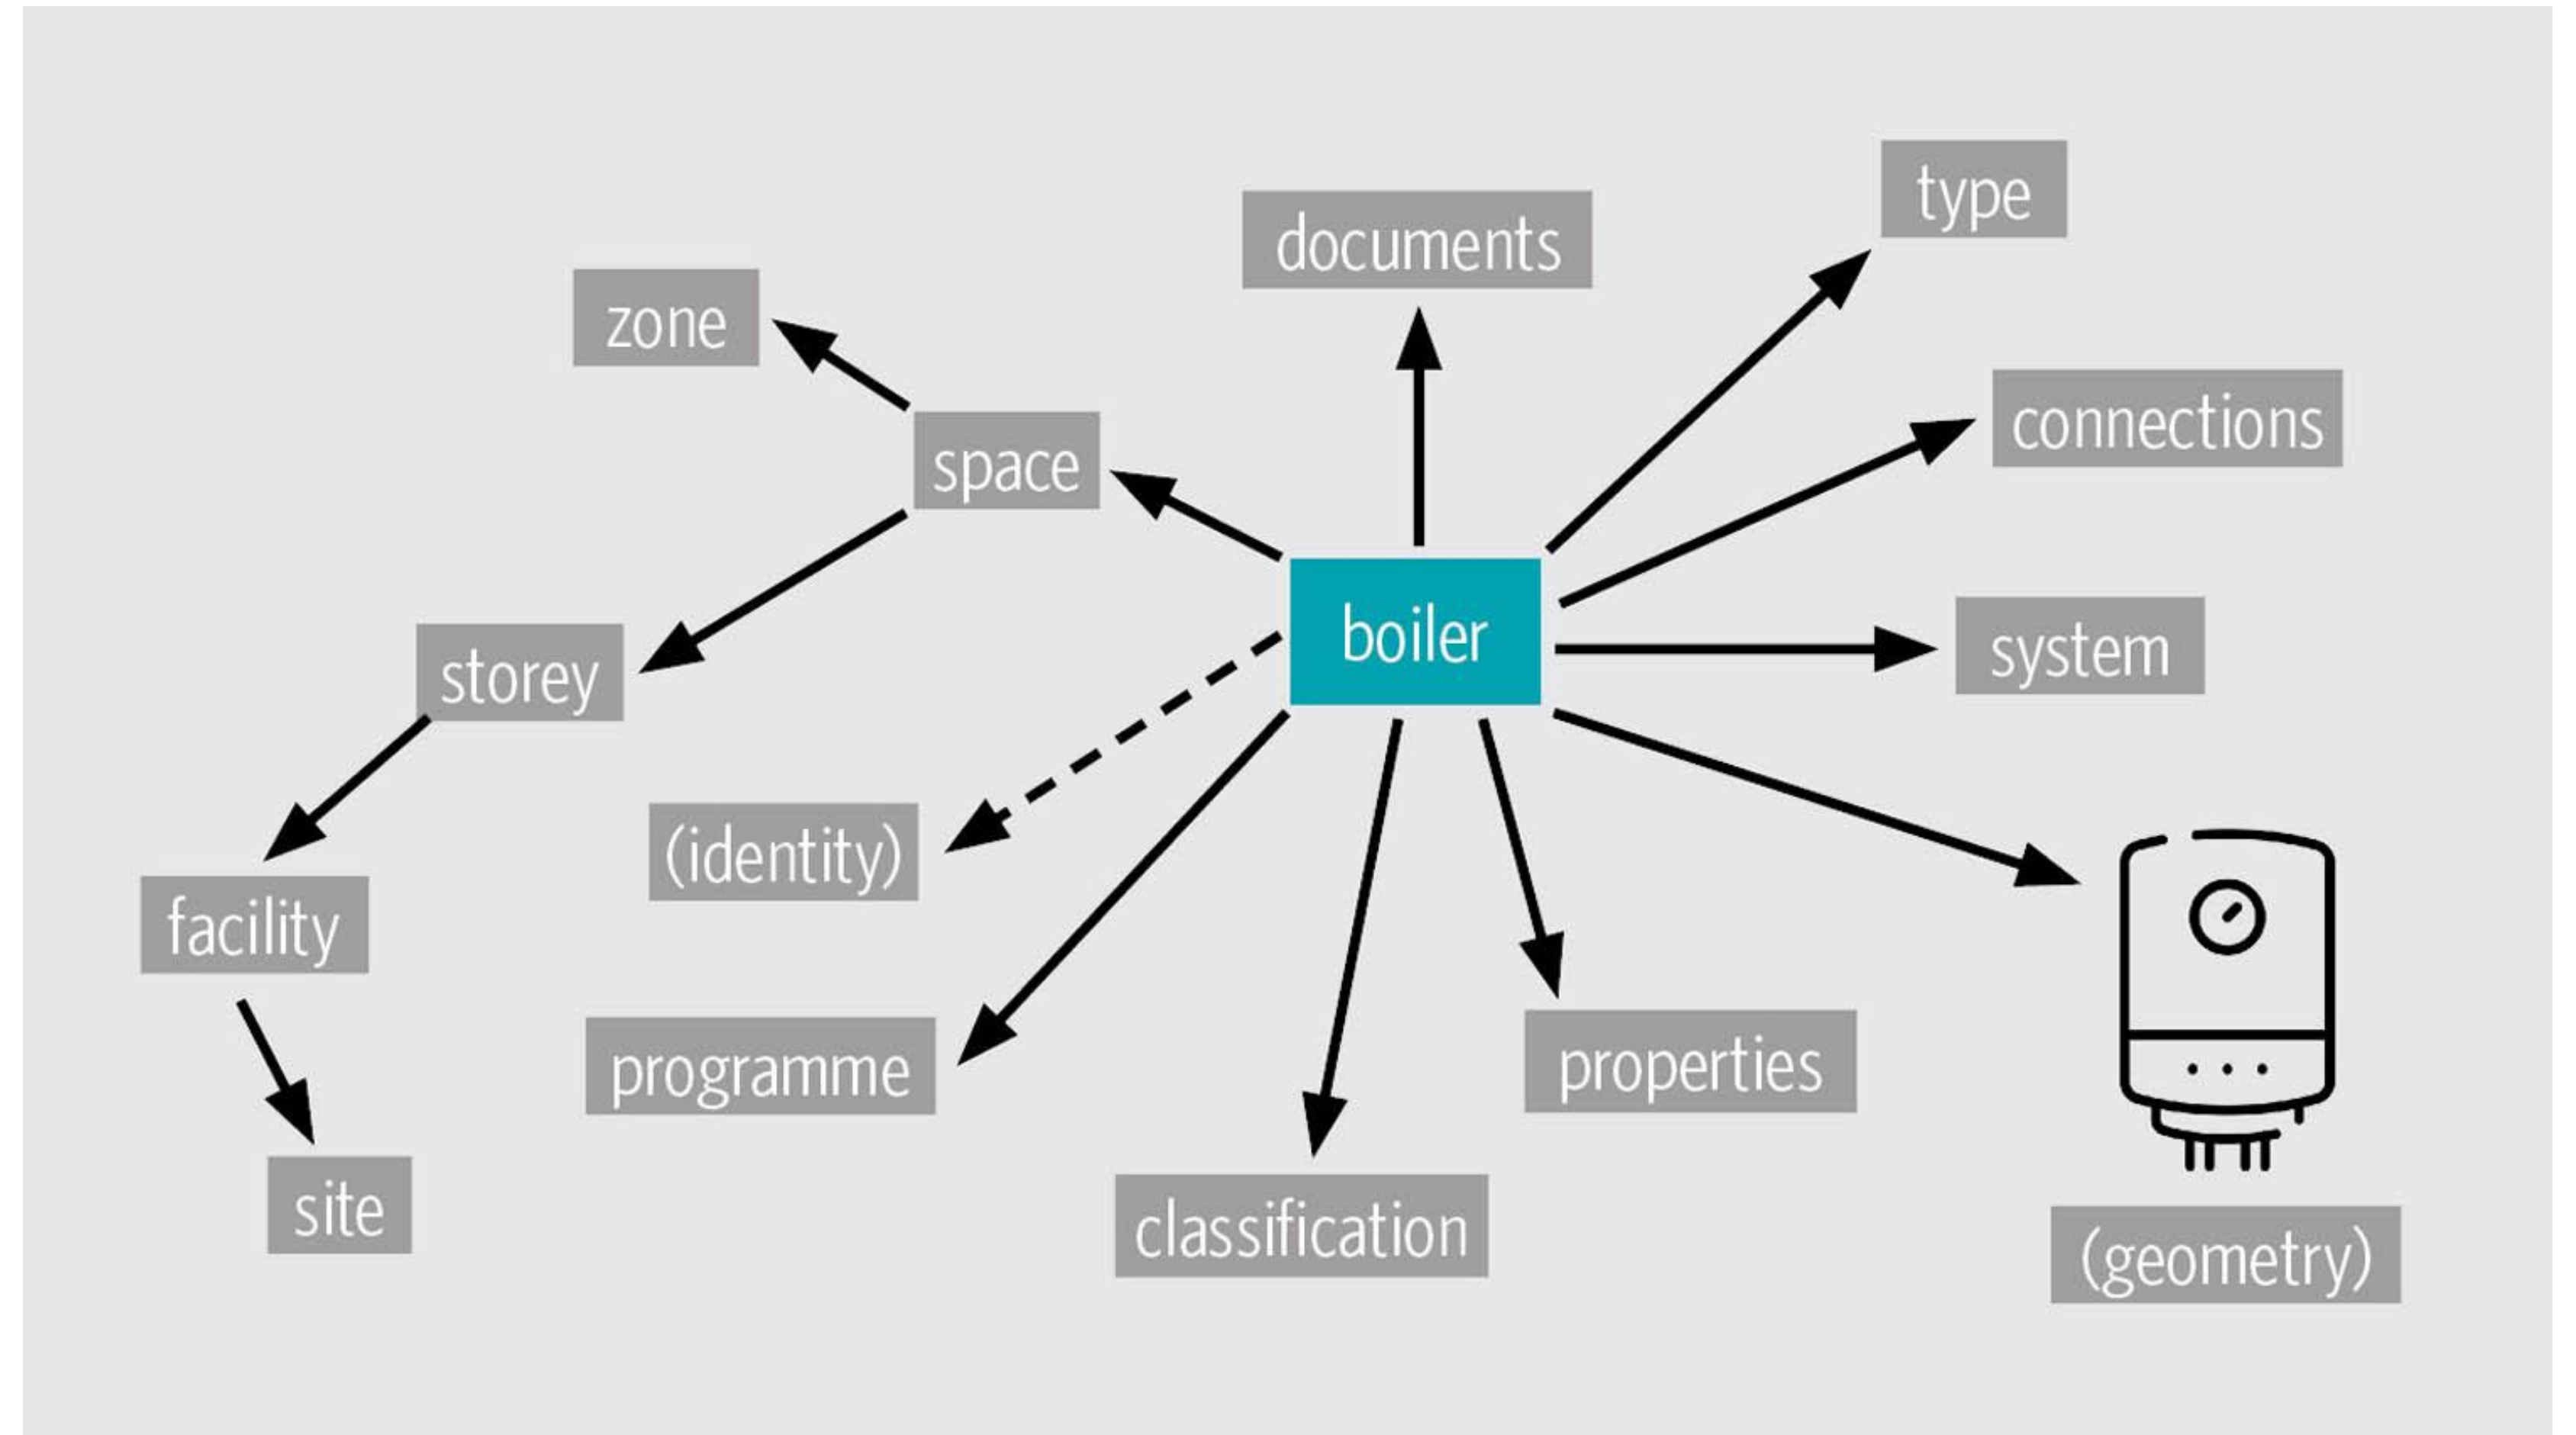 type
documents
zone
connections
space
boiler
system
storey
(identity)
facility
programme
properties
site
classification
(geometry)